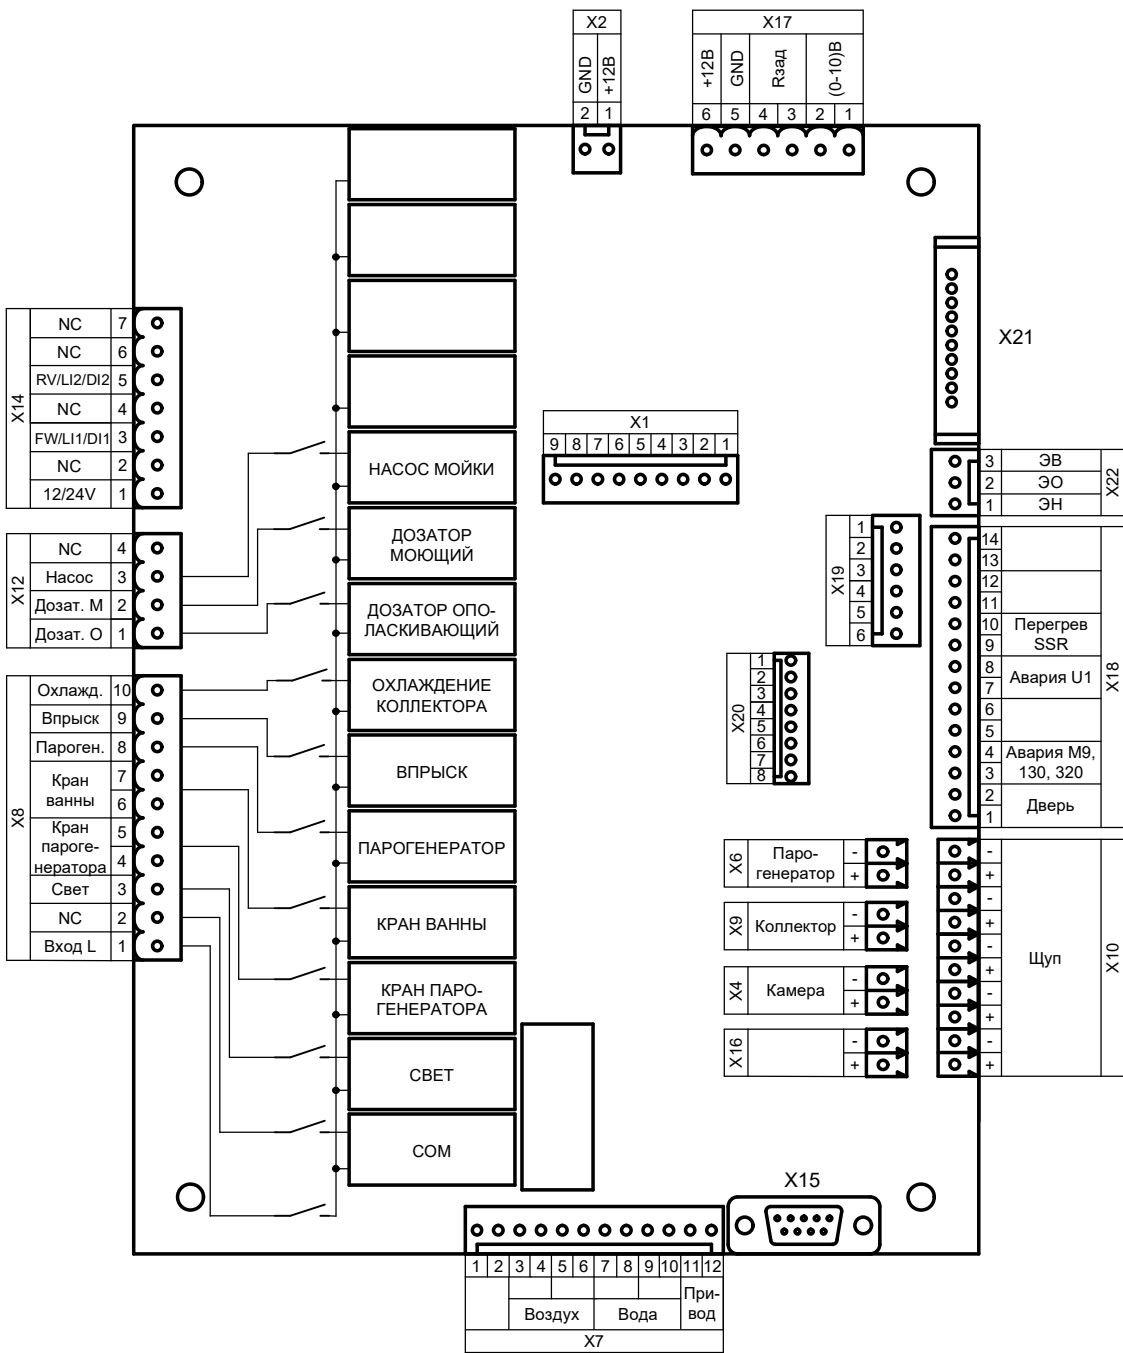 X2
GND
+12В
2 1
X17
+12В
GND
Rзад
(0-10)В
6 5 4 3 2 1
X14
NC 7
NC 6
RV/LI2/DI2 5
NC 4
FW/LI1/DI1 3
NC 2
12/24V 1
X12
NC 4
Насос 3
Дозат. М 2
Дозат. О 1
X8
Охлажд. 10
Впрыск 9
Пароген. 8
Кран
ванны
7
6
Кран
пароге-
нератора
5
4
Свет 3
NC 2
Вход L 1
НАСОС МОЙКИ
ДОЗАТОР
МОЮЩИЙ
ДОЗАТОР ОПО-
ЛАСКИВАЮЩИЙ
ОХЛАЖДЕНИЕ
КОЛЛЕКТОРА
ВПРЫСК
ПАРОГЕНЕРАТОР
КРАН ВАННЫ
КРАН ПАРО-
ГЕНЕРАТОРА
СВЕТ
COM
X1
9 8 7 6 5 4 3 2 1
X21
3 ЭВ
2 ЭО
1 ЭН
X22
X19
1
2
3
4
5
6
X20
1
2
3
4
5
6
7
8
14
13
12
11
10
9
Перегрев
SSR
8
7
Авария U1
6
5
4
3
Авария М9,
130, 320
2
1
Дверь
X18
X6
Паро-
генератор
-
+
X9
Коллектор
-
+
X4
Камера
-
+
X16
-
+
-
+
-
+
-
+
-
+
-
+
Щуп
X10
X15
1 2 3 4 5 6 7 8 9 10 11 12
Воздух
Вода
При-
вод
X7